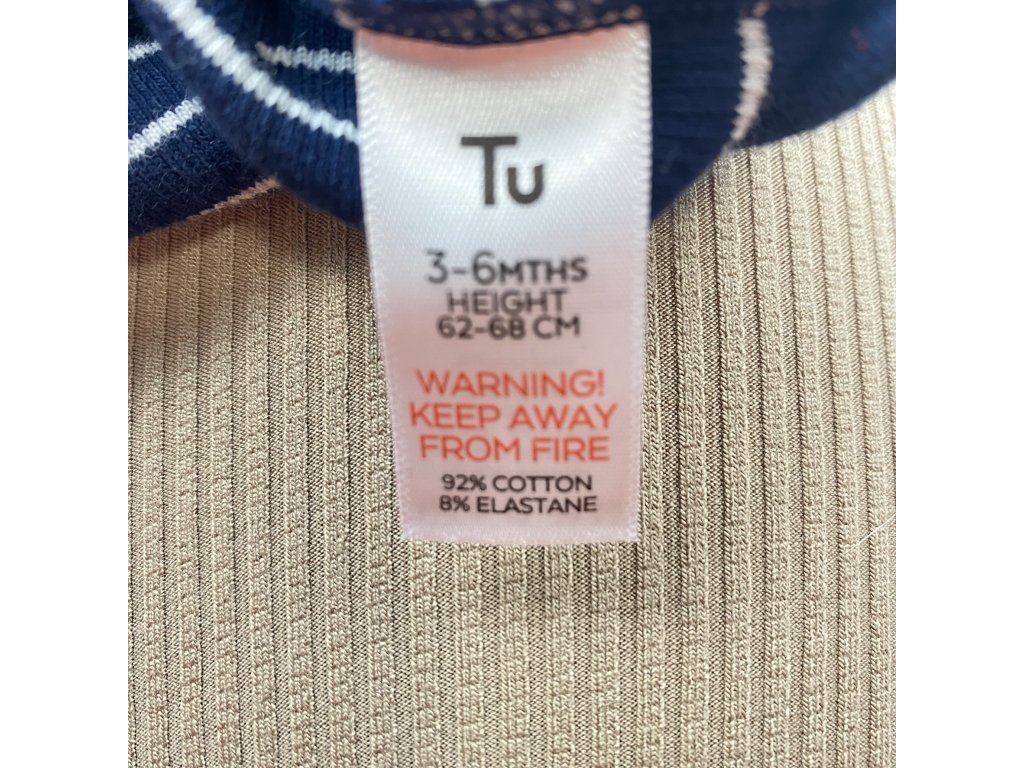 Tu
3-6MTHS
HEIGHT
62-68 CM
WARNING!
KEEP AWAY
FROM FIRE
92% COTTON
8% ELASTANE